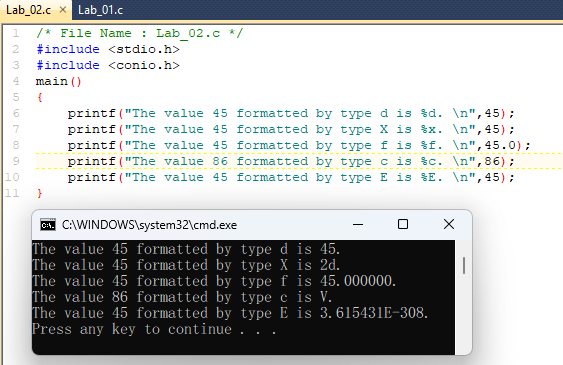 Lab_02.c × Lab_01.c
1 /* File Name : Lab_02.c */
2 #include <stdio.h>
3 #include <conio.h>
4 main()
5 {
6 printf("The value 45 formatted by type d is %d. \n",45);
7 printf("The value 45 formatted by type X is %x. \n",45);
8 printf("The value 45 formatted by type f is %f. \n",45.0);
9 printf("The value 86 formatted by type c is %c. \n",86);
10 printf("The value 45 formatted by type E is %E. \n",45);
11 }
C:\WINDOWS\system32\cmd.exe
The value 45 formatted by type d is 45.
The value 45 formatted by type X is 2d.
The value 45 formatted by type f is 45.000000.
The value 86 formatted by type c is V.
The value 45 formatted by type E is 3.615431E-308.
Press any key to continue . . .